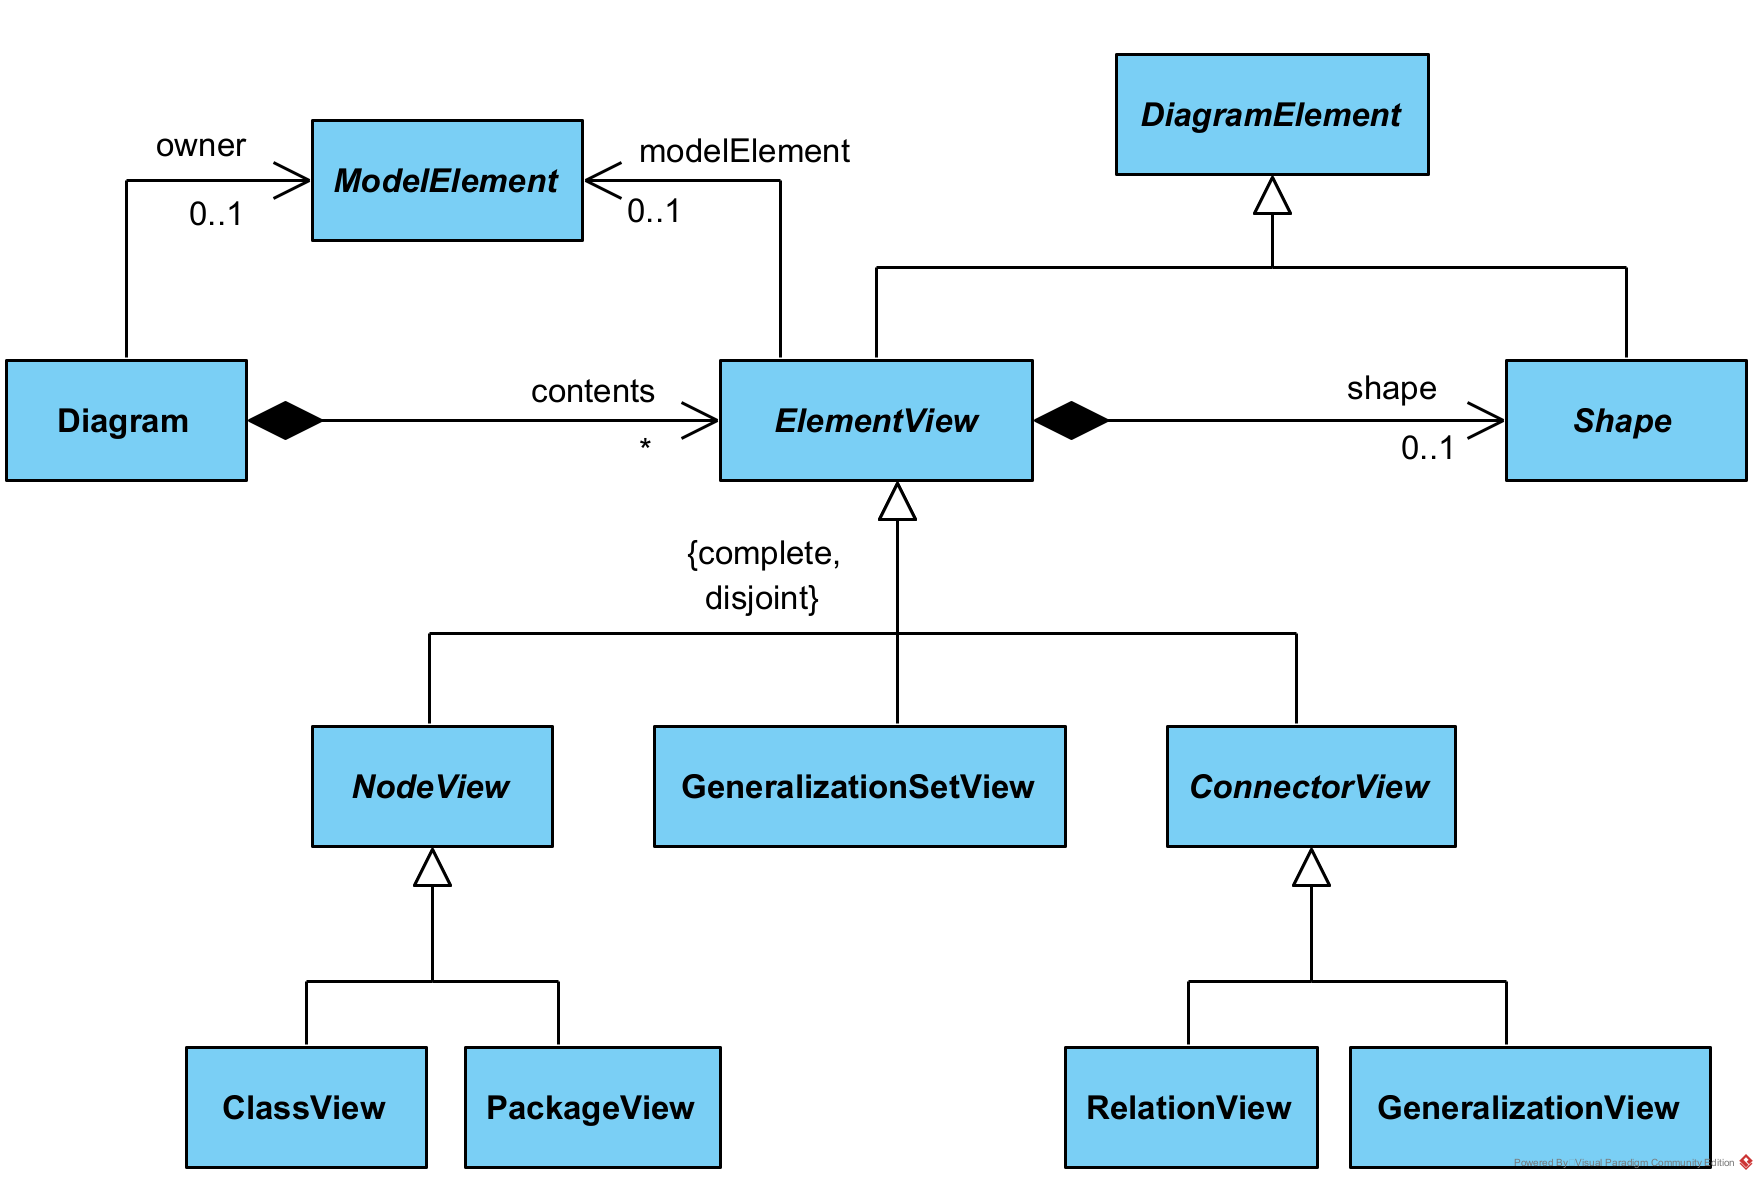 DiagramElement
owner
ModelElement
modelElement
0..1
0..1
Diagram
contents
*
ElementView
shape
0..1
Shape
{complete,
disjoint}
NodeView
GeneralizationSetView
ConnectorView
ClassView
PackageView
RelationView
GeneralizationView
Powered By Visual Paradigm Community Edition